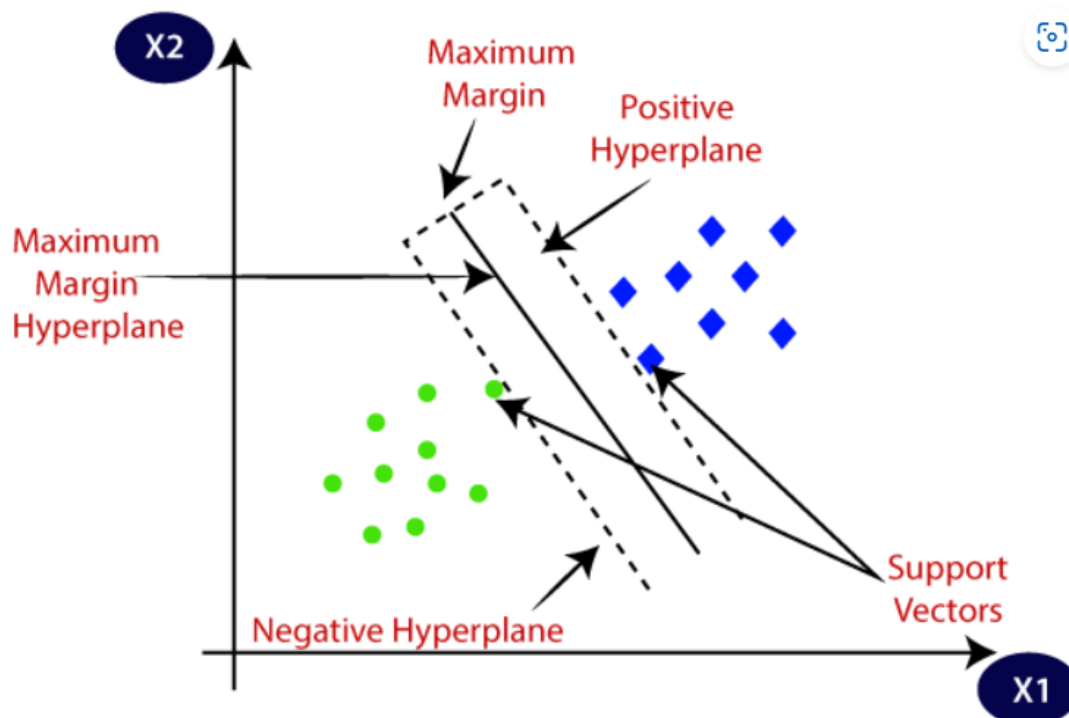 X2
Maximum
Margin
Positive
Hyperplane
Maximum
Margin
Hyperplane
Support
Vectors
Negative Hyperplane
X1